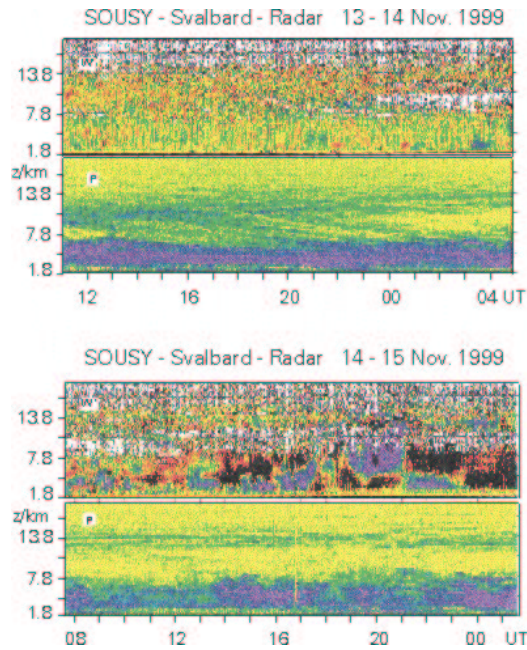 SOUSY - Svalbard - Radar 13 - 14 Nov. 1999
W
13.8
7.8
1.8
z/km
P
13.8
7.8
1.8
12 16 20 00 04 UT
SOUSY - Svalbard - Radar 14 - 15 Nov. 1999
W
13.8
7.8
1.8
z/km
P
13.8
7.8
1.8
08 12 16 20 00 UT